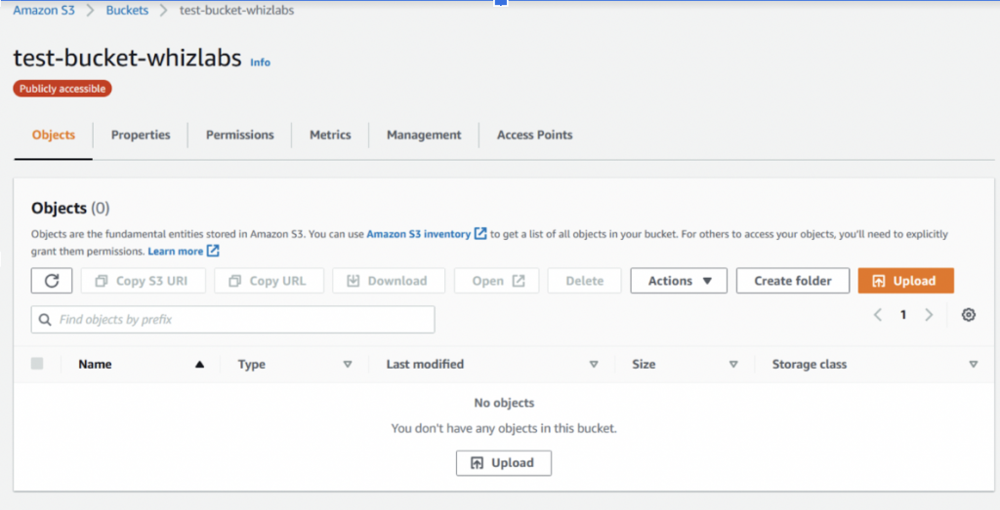 Amazon S3 > Buckets > test-bucket-whizlabs
test-bucket-whizlabs Info
Publicly accessible
Objects Properties Permissions Metrics Management Access Points
Objects (0)
Objects are the fundamental entities stored in Amazon S3. You can use Amazon S3 inventory to get a list of all objects in your bucket. For others to access your objects, you'll need to explicitly
grant them permissions. Learn more
Copy S3 URI Copy URL Download Open Delete Actions Create folder Upload
Find objects by prefix 1
Name Type Last modified Size Storage class
No objects
You don't have any objects in this bucket.
Upload